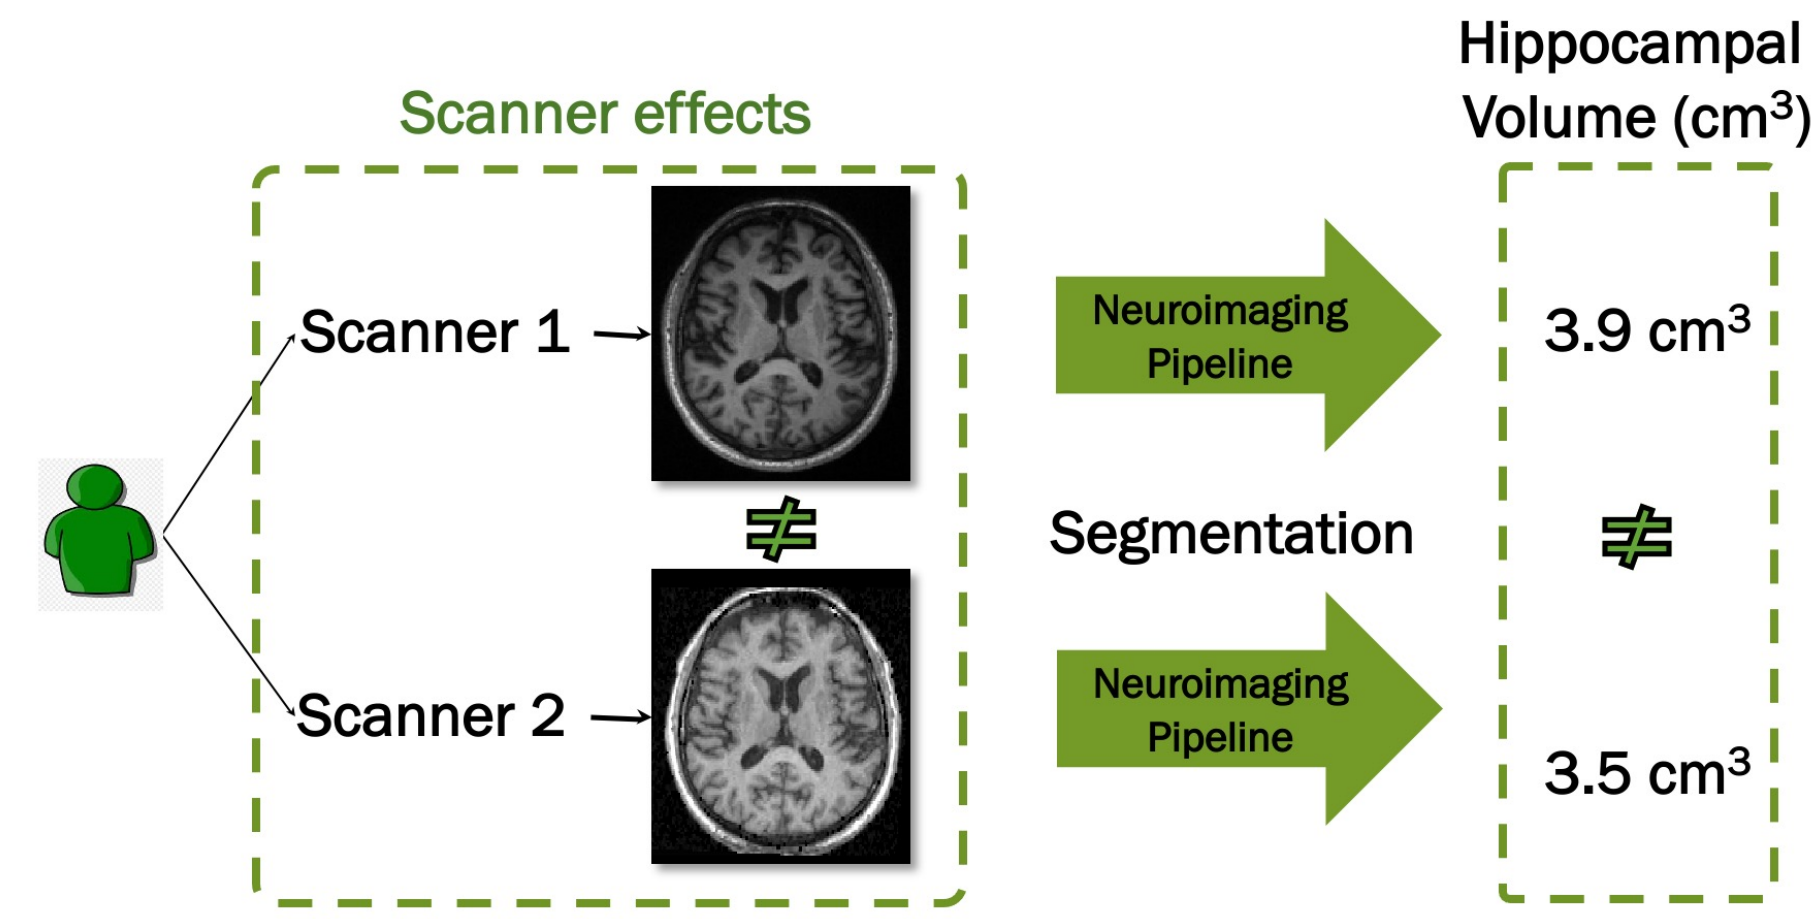 Hippocampal
Volume (cm³)
Scanner effects
Scanner 1
Neuroimaging
Pipeline
3.9 cm³
≠
Segmentation
≠
Scanner 2
Neuroimaging
Pipeline
3.5 cm³